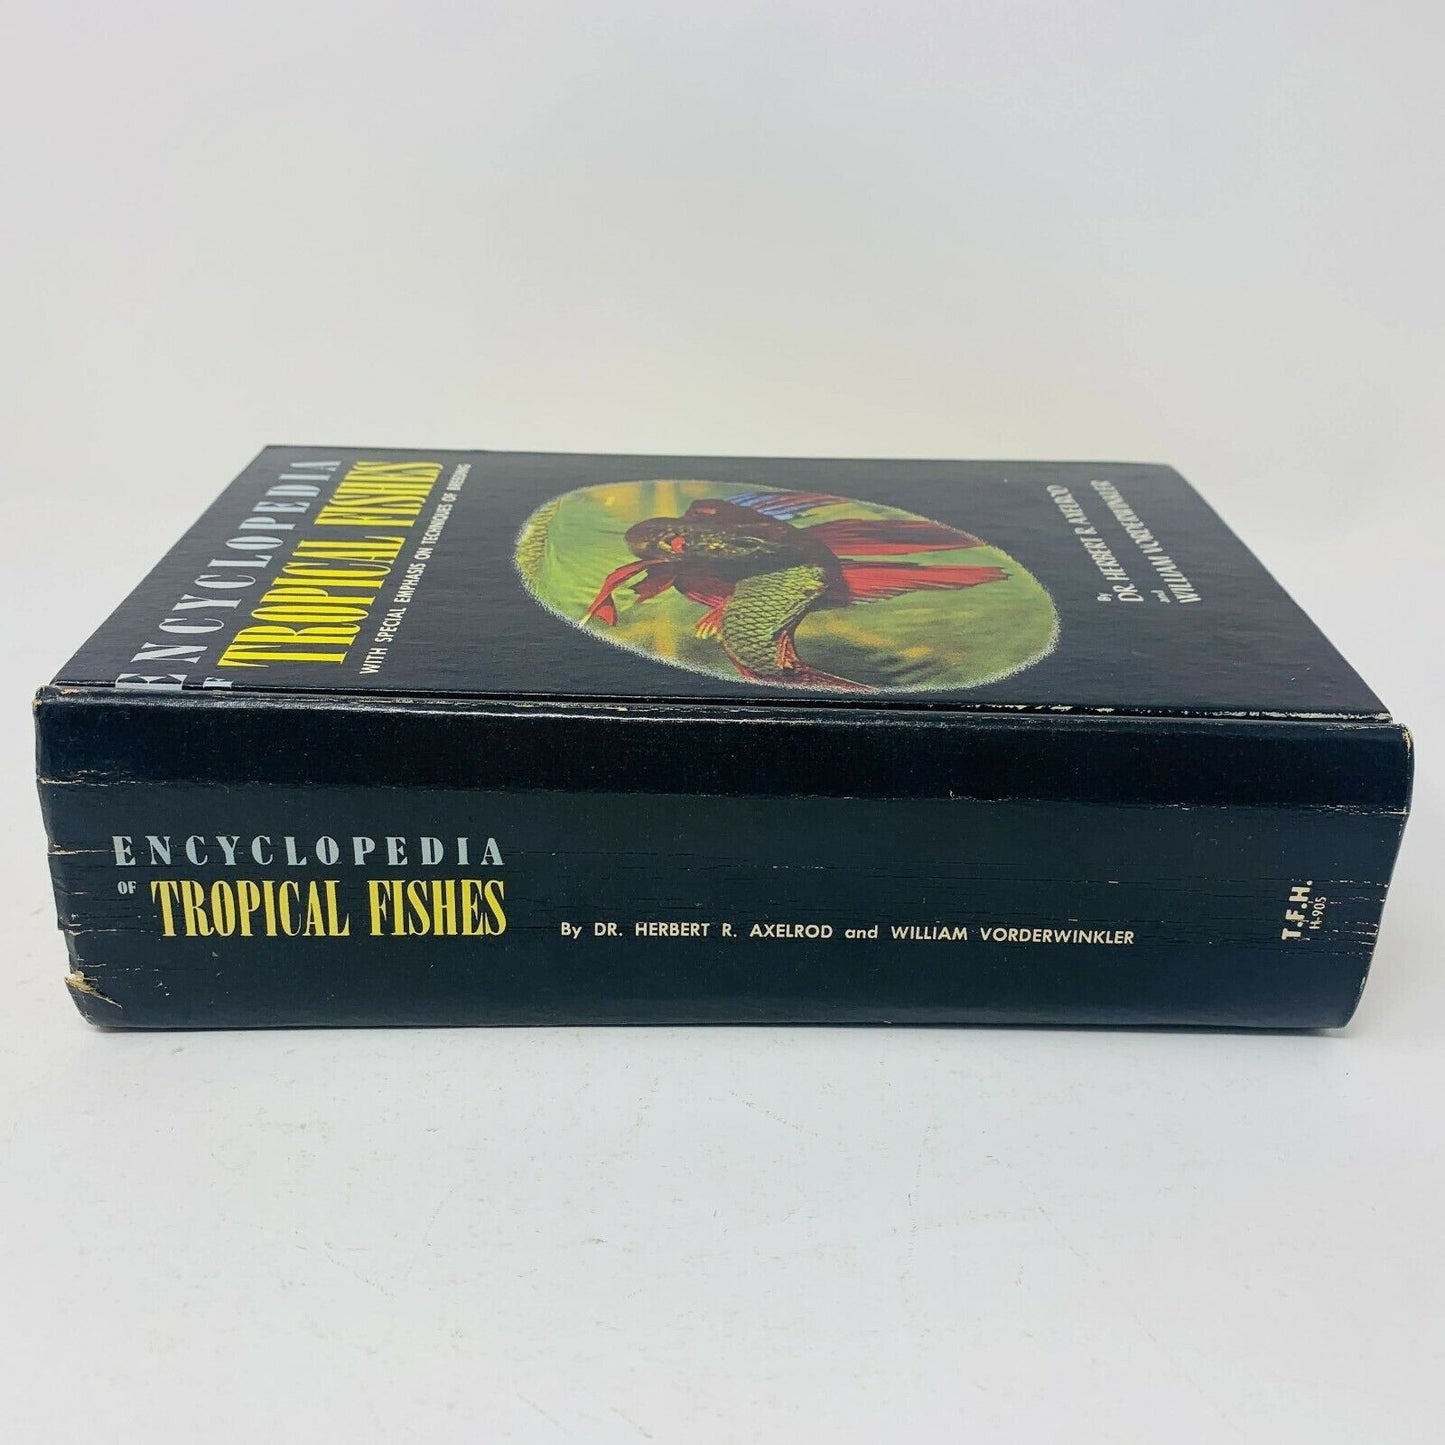 ENCYCLOPEDIA
OF TROPICAL FISHES
WITH SPECIAL EMPHASIS ON TECHNIQUES OF BREEDING
By
DR. HERBERT R. AXELROD
and
WILLIAM VORDERWINKLER
ENCYCLOPEDIA
OF TROPICAL FISHES
By DR. HERBERT R. AXELROD and WILLIAM VORDERWINKLER
T.F.H.
H-905